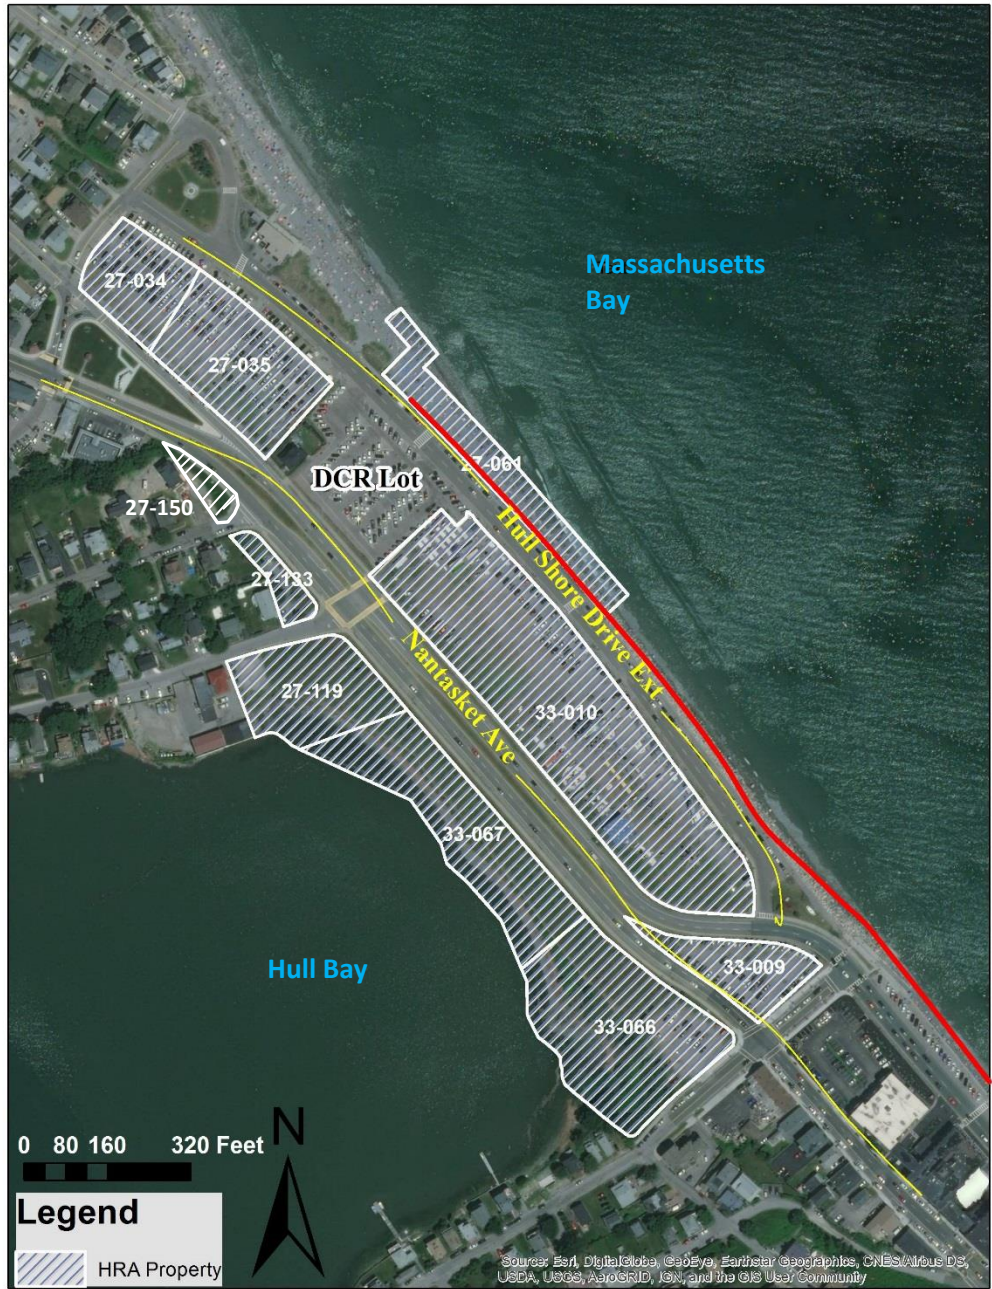 Massachusetts
Bay
27-034
27-035
27-061
DCR Lot
27-150
27-133
Hull Shore Drive Ext
Nantasket Ave
27-119
33-010
33-067
Hull Bay
33-009
33-066
N
0 80 160 320 Feet
Legend
HRA Property
Source: Esri, DigitalGlobe, GeoEye, Earthstar Geographics, CNES/Airbus DS,
USDA, USGS, AeroGRID, IGN, and the GIS User Community